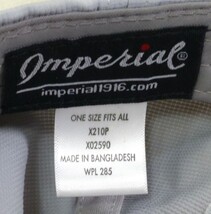 Imperial®
imperial1916.com
ONE SIZE FITS ALL
X210P
X02590
MADE IN BANGLADESH
WPL 285